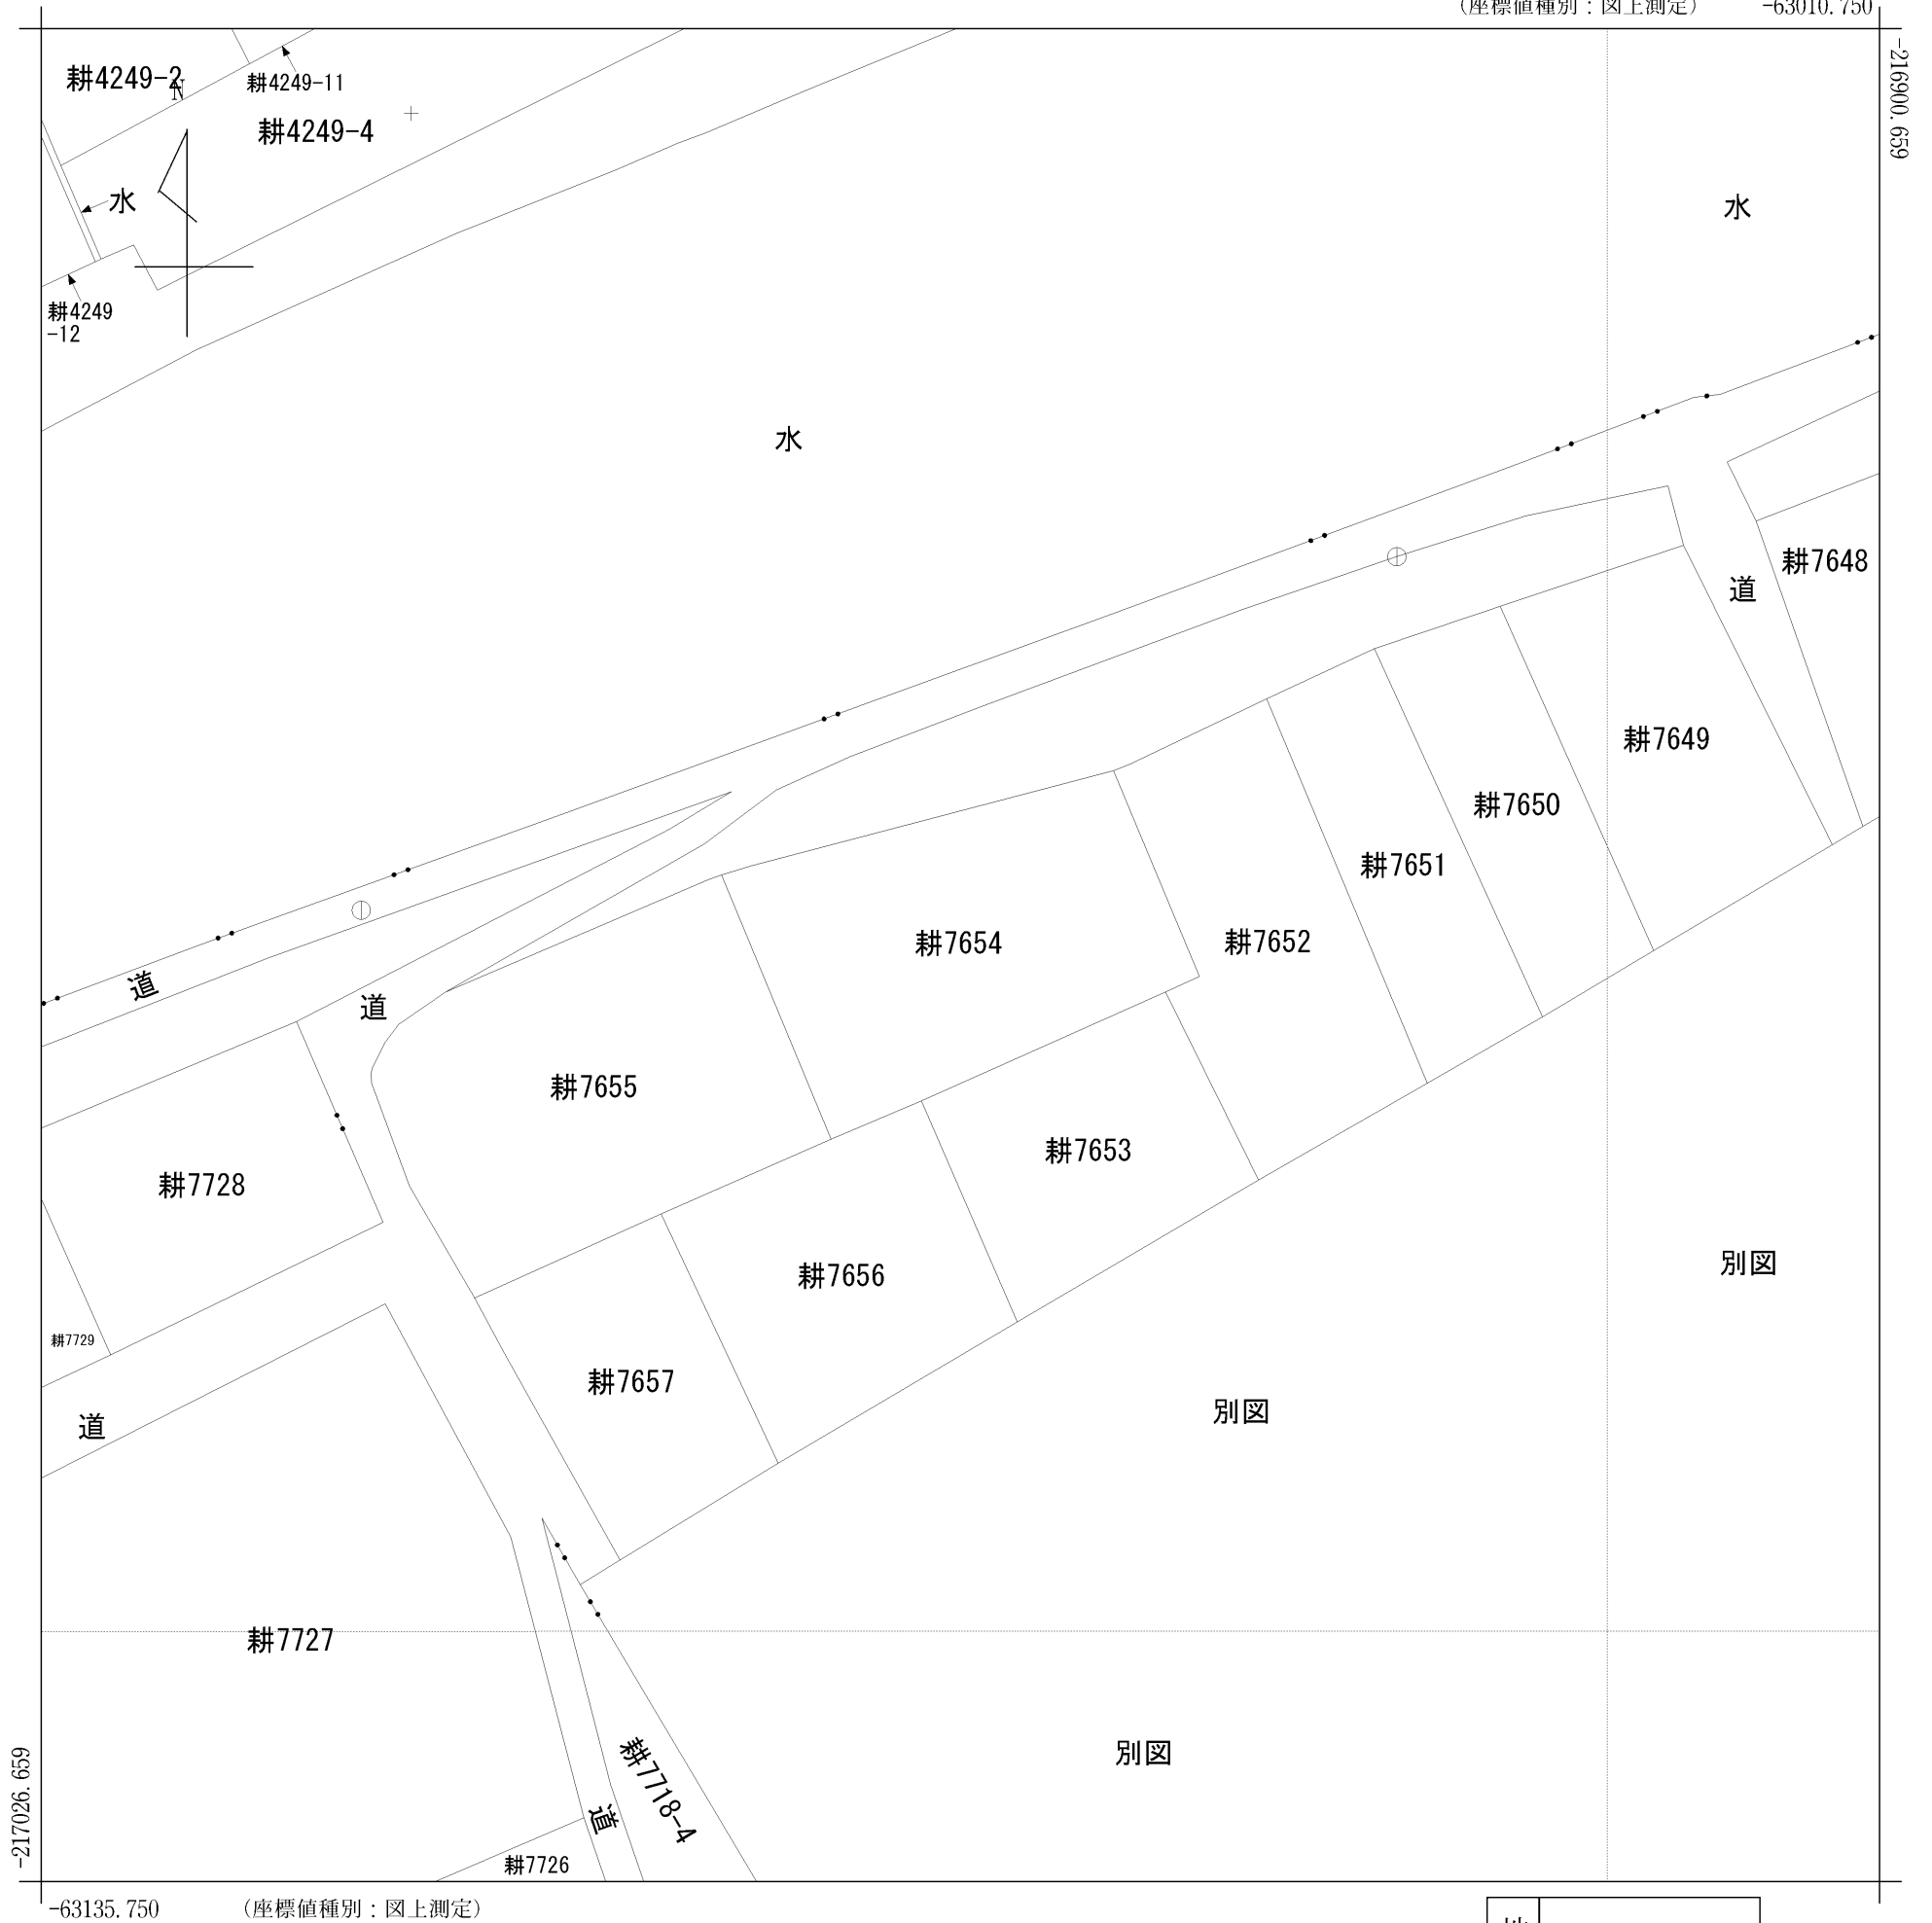 (座標値種別：図上測定) -63010.750
-216900.659
耕4249-2
N
耕4249-11
耕4249-4
水
水
耕4249
-12
水
耕7648
道
耕7649
耕7650
耕7651
耕7652
耕7654
道
道
耕7655
耕7653
耕7728
別図
耕7656
耕7729
耕7657
別図
道
耕7727
別図
耕7718-4
道
耕7726
-217026.659
-63135.750 (座標値種別：図上測定)